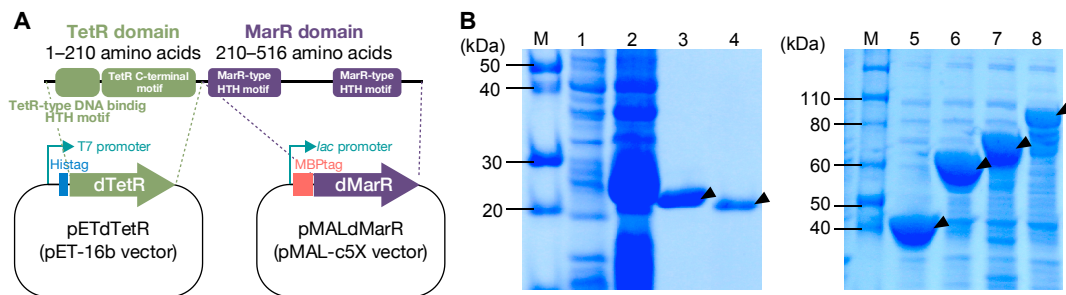 A
TetR domain
1–210 amino acids
MarR domain
210–516 amino acids
TetR C-terminal
motif
MarR-type
HTH motif
MarR-type
HTH motif
TetR-type DNA bindig
HTH motif
T7 promoter
Histag
dTetR
pETdTetR
(pET-16b vector)
lac promoter
MBPtag
dMarR
pMALdMarR
(pMAL-c5X vector)
B
(kDa) M 1 2 3 4
50
40
30
20
(kDa) M 5 6 7 8
110
80
60
50
40